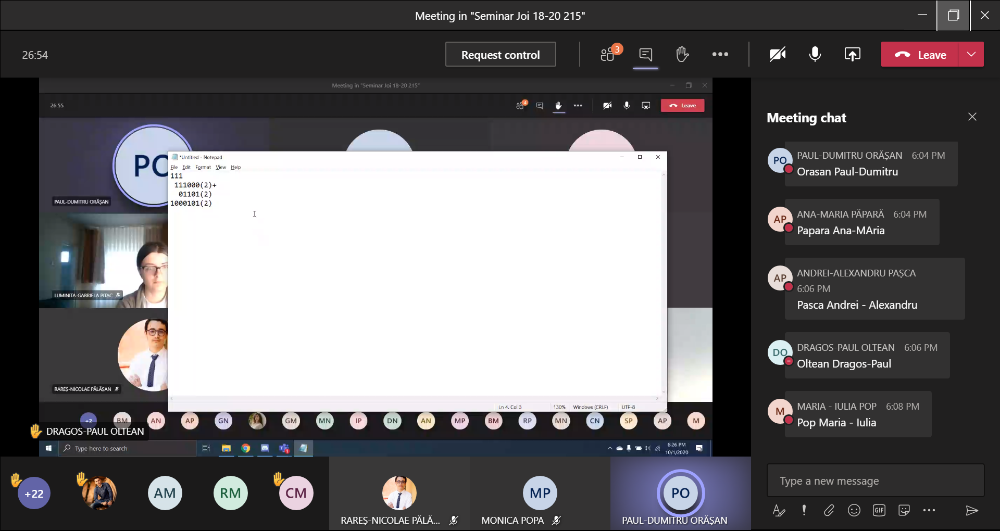 Meeting in "Seminar Joi 18-20 215"
26:54
Request control
3
Leave
Meeting in "Seminar Joi 18-20 215"
26:55
4
Leave
PO
PAUL-DUMITRU ORĂȘAN
LUMINITA-GABRIELA PITAC
RAREȘ-NICOLAE PĂLĂȘAN
*Untitled - Notepad
File Edit Format View Help
111
111000(2)+
01101(2)
1000101(2)
Ln 4, Col 3 130% Windows (CRLF) UTF-8
+2 BM AN AP GN GM MN IP DN AN MP BM RP MN CN SP AP M
DRAGOS-PAUL OLTEAN
Type here to search
1
6:26 PM
10/1/2020
+22
AM
RM
CM
RAREȘ-NICOLAE PĂLĂ...
MP
MONICA POPA
PO
PAUL-DUMITRU ORĂȘAN
Meeting chat
PO
PAUL-DUMITRU ORĂȘAN 6:04 PM
Orasan Paul-Dumitru
AP
ANA-MARIA PĂPARĂ 6:04 PM
Papara Ana-MAria
AP
ANDREI-ALEXANDRU PAȘCA
6:06 PM
Pasca Andrei - Alexandru
DO
DRAGOS-PAUL OLTEAN 6:06 PM
Oltean Dragos-Paul
M
MARIA - IULIA POP 6:08 PM
Pop Maria - Iulia
Type a new message
GIF